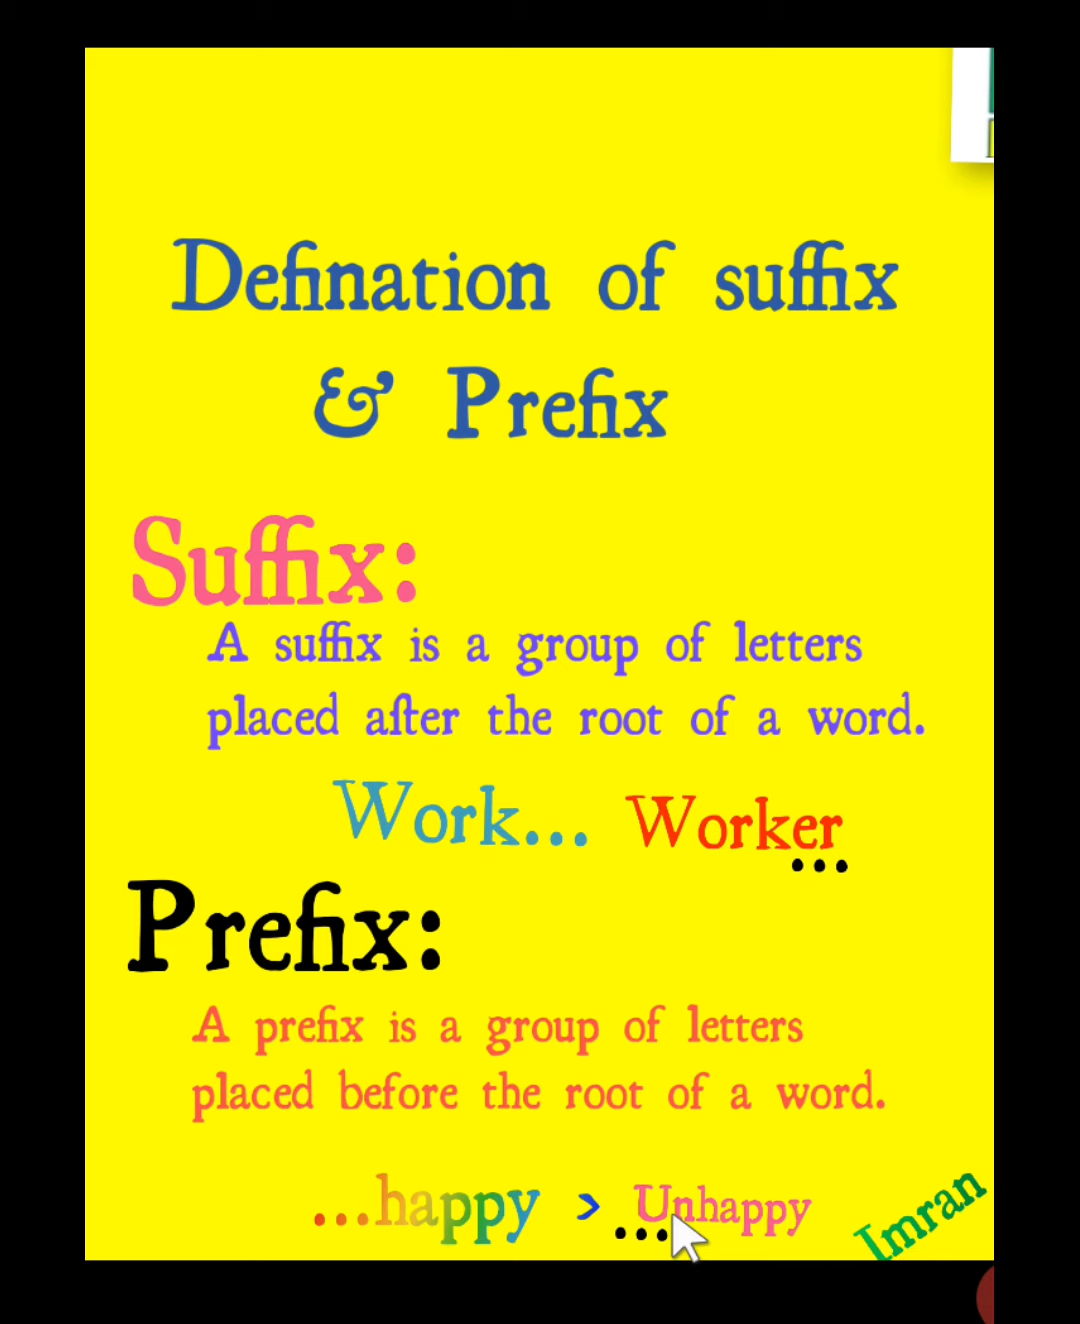 Defination of suffix
& Prefix
Suffix:
A suffix is a group of letters
placed after the root of a word.
Work... Worker
...
Prefix:
A prefix is a group of letters
placed before the root of a word.
...happy > Unhappy
...
Imran